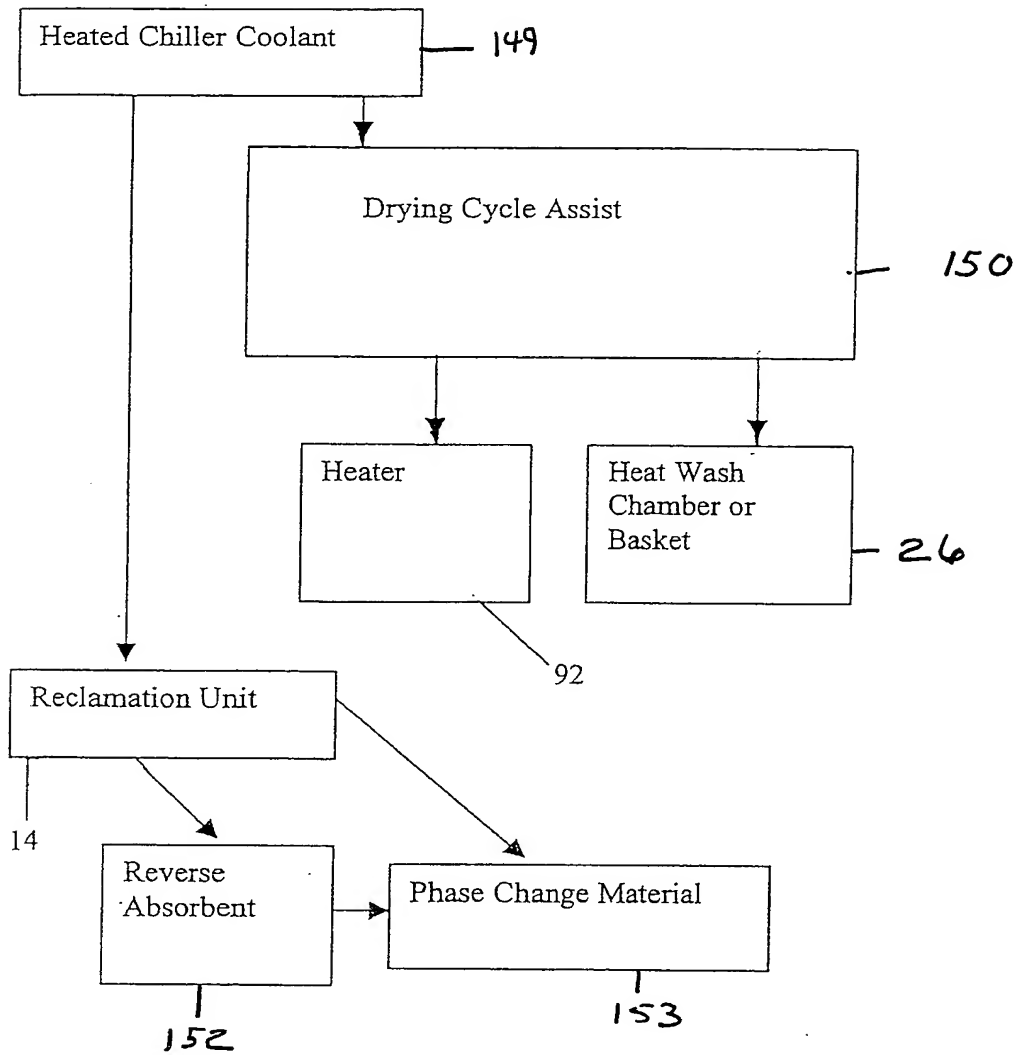 Heated Chiller Coolant
149
Drying Cycle Assist
150
Heater
Heat Wash
Chamber or
Basket
26
92
Reclamation Unit
14
Reverse
Absorbent
Phase Change Material
152
153